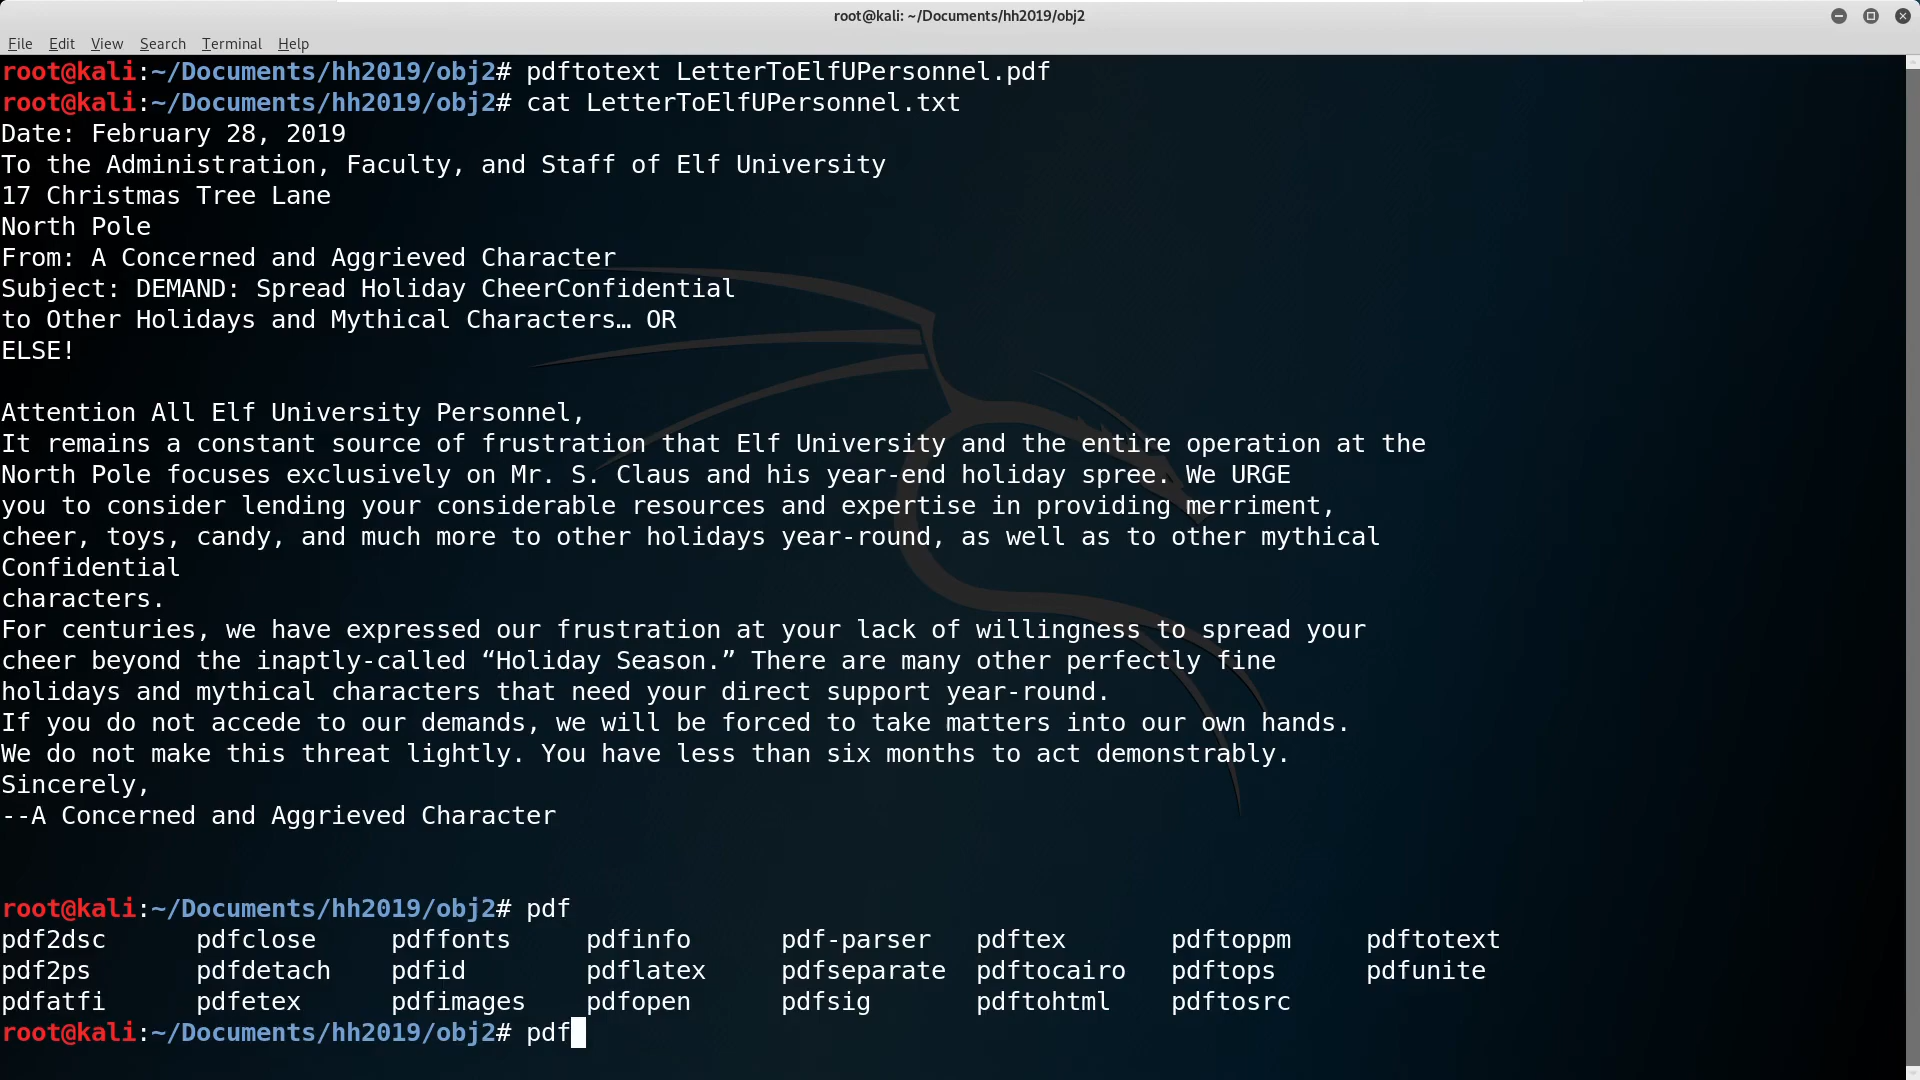 root@kali: ~/Documents/hh2019/obj2
File Edit View Search Terminal Help
root@kali:~/Documents/hh2019/obj2# pdftotext LetterToElfUPersonnel.pdf
root@kali:~/Documents/hh2019/obj2# cat LetterToElfUPersonnel.txt
Date: February 28, 2019
To the Administration, Faculty, and Staff of Elf University
17 Christmas Tree Lane
North Pole
From: A Concerned and Aggrieved Character
Subject: DEMAND: Spread Holiday CheerConfidential
to Other Holidays and Mythical Characters… OR
ELSE!
Attention All Elf University Personnel,
It remains a constant source of frustration that Elf University and the entire operation at the
North Pole focuses exclusively on Mr. S. Claus and his year-end holiday spree. We URGE
you to consider lending your considerable resources and expertise in providing merriment,
cheer, toys, candy, and much more to other holidays year-round, as well as to other mythical
Confidential
characters.
For centuries, we have expressed our frustration at your lack of willingness to spread your
cheer beyond the inaptly-called “Holiday Season.” There are many other perfectly fine
holidays and mythical characters that need your direct support year-round.
If you do not accede to our demands, we will be forced to take matters into our own hands.
We do not make this threat lightly. You have less than six months to act demonstrably.
Sincerely,
--A Concerned and Aggrieved Character
root@kali:~/Documents/hh2019/obj2# pdf
pdf2dsc pdfclose pdffonts pdfinfo pdf-parser pdftex pdftoppm pdftotext
pdf2ps pdfdetach pdfid pdflatex pdfseparate pdftocairo pdftops pdfunite
pdfatfi pdfetex pdfimages pdfopen pdfsig pdftohtml pdftosrc
root@kali:~/Documents/hh2019/obj2# pdf